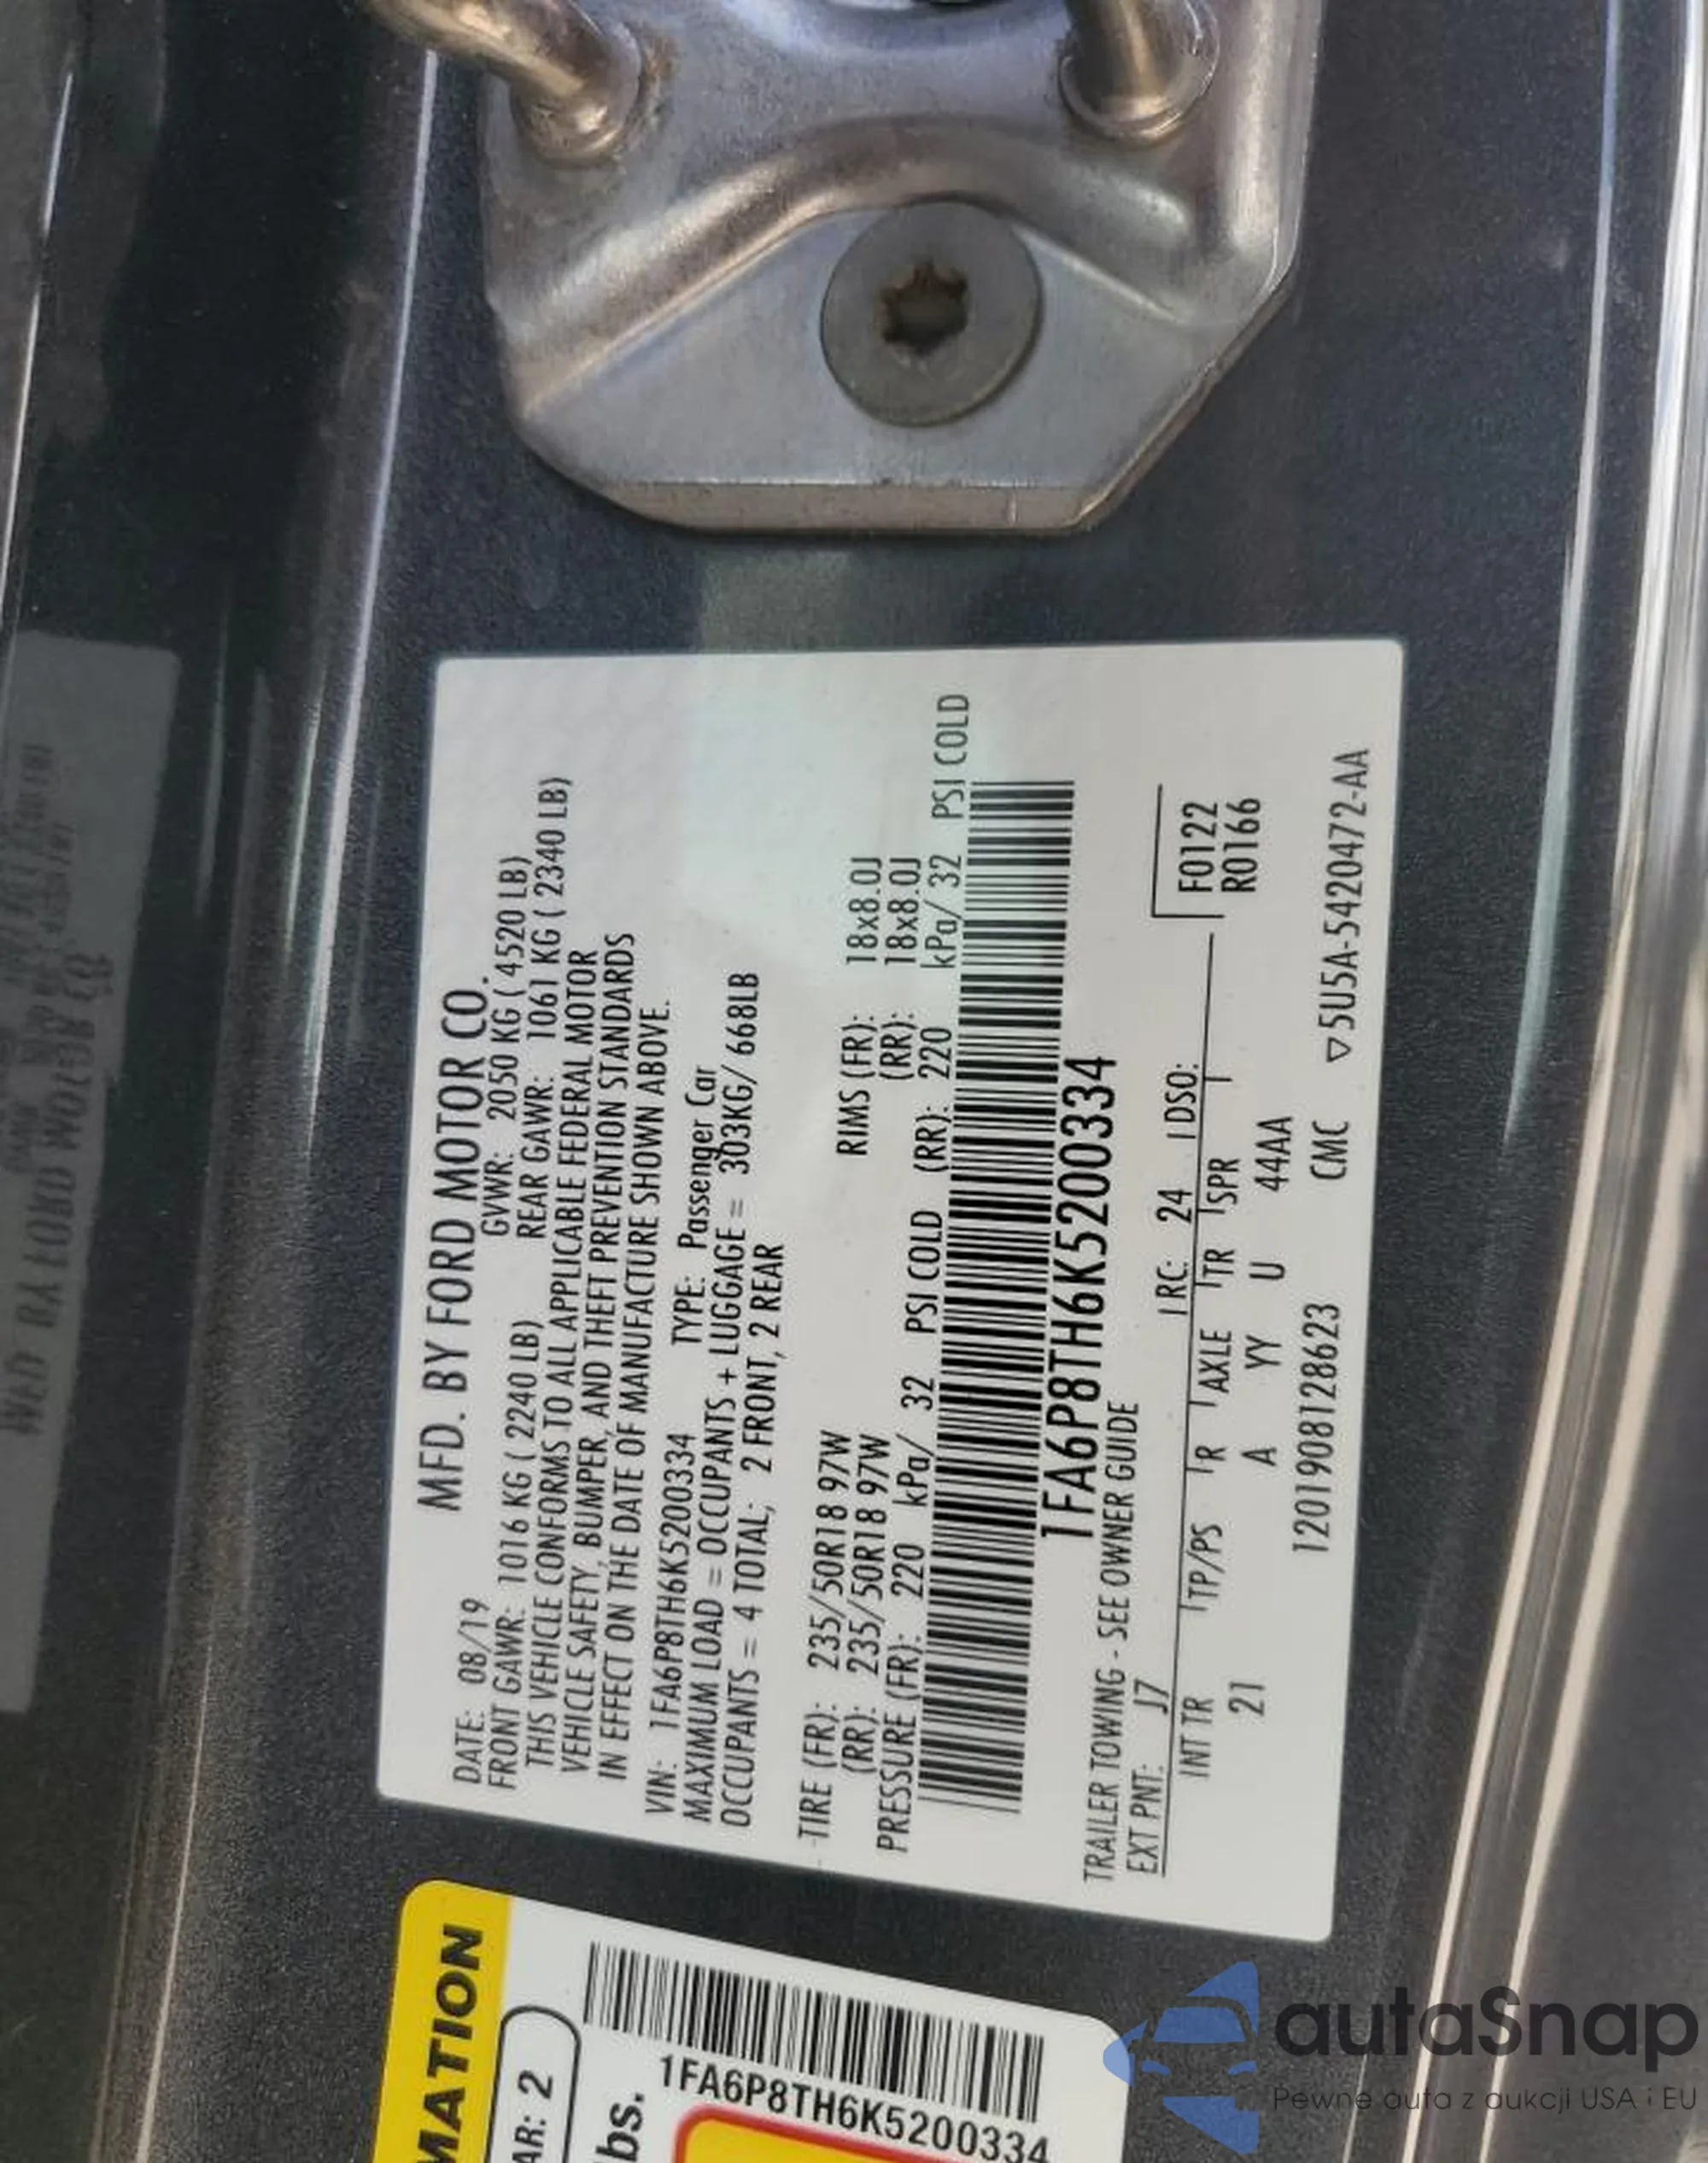 MFD. BY FORD MOTOR CO.
DATE: 08/19 GVWR: 2050 KG ( 4520 LB)
FRONT GAWR: 1016 KG ( 2240 LB) REAR GAWR: 1061 KG ( 2340 LB)
THIS VEHICLE CONFORMS TO ALL APPLICABLE FEDERAL MOTOR
VEHICLE SAFETY, BUMPER, AND THEFT PREVENTION STANDARDS
IN EFFECT ON THE DATE OF MANUFACTURE SHOWN ABOVE.
VIN: 1FA6P8TH6K5200334 TYPE: Passenger Car
MAXIMUM LOAD = OCCUPANTS + LUGGAGE = 303KG/ 668LB
OCCUPANTS = 4 TOTAL; 2 FRONT, 2 REAR
TIRE (FR): 235/50R18 97W RIMS (FR): 18x8.0J
(RR): 235/50R18 97W (RR): 18x8.0J
PRESSURE (FR): 220 kPa/ 32 PSI COLD (RR): 220 kPa/ 32 PSI COLD
1FA6P8TH6K5200334
TRAILER TOWING - SEE OWNER GUIDE
EXT PNT: J7 RC: 24 DSO:
INT TR TP/PS R AXLE TR SPR F0122
21 A YY U 44AA R0166
1201908128623 CMC ▽5U5A-5420472-AA
MATION
AR: 2
bs.
1FA6P8TH6K5200334
autaSnap
Pewne auta z aukcji USA i EU